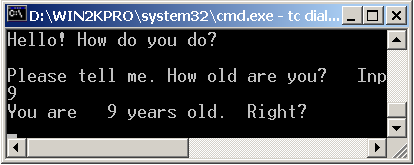 D:\WIN2KPRO\system32\cmd.exe - tc dial...
Hello! How do you do?
Please tell me. How old are you?   Inp
9
You are   9 years old.  Right?